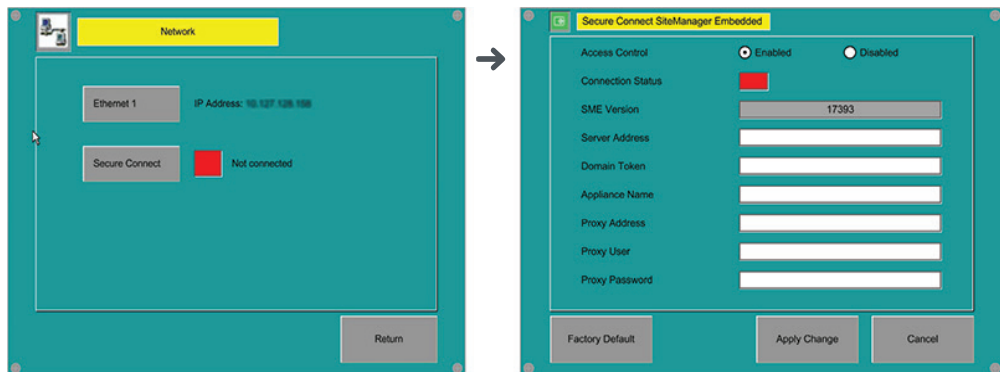 Network
Ethernet 1 IP Address:
Secure Connect Not connected
Return
Secure Connect SiteManager Embedded
Access Control Enabled Disabled
Connection Status
SME Version 17393
Server Address
Domain Token
Appliance Name
Proxy Address
Proxy User
Proxy Password
Factory Default Apply Change Cancel